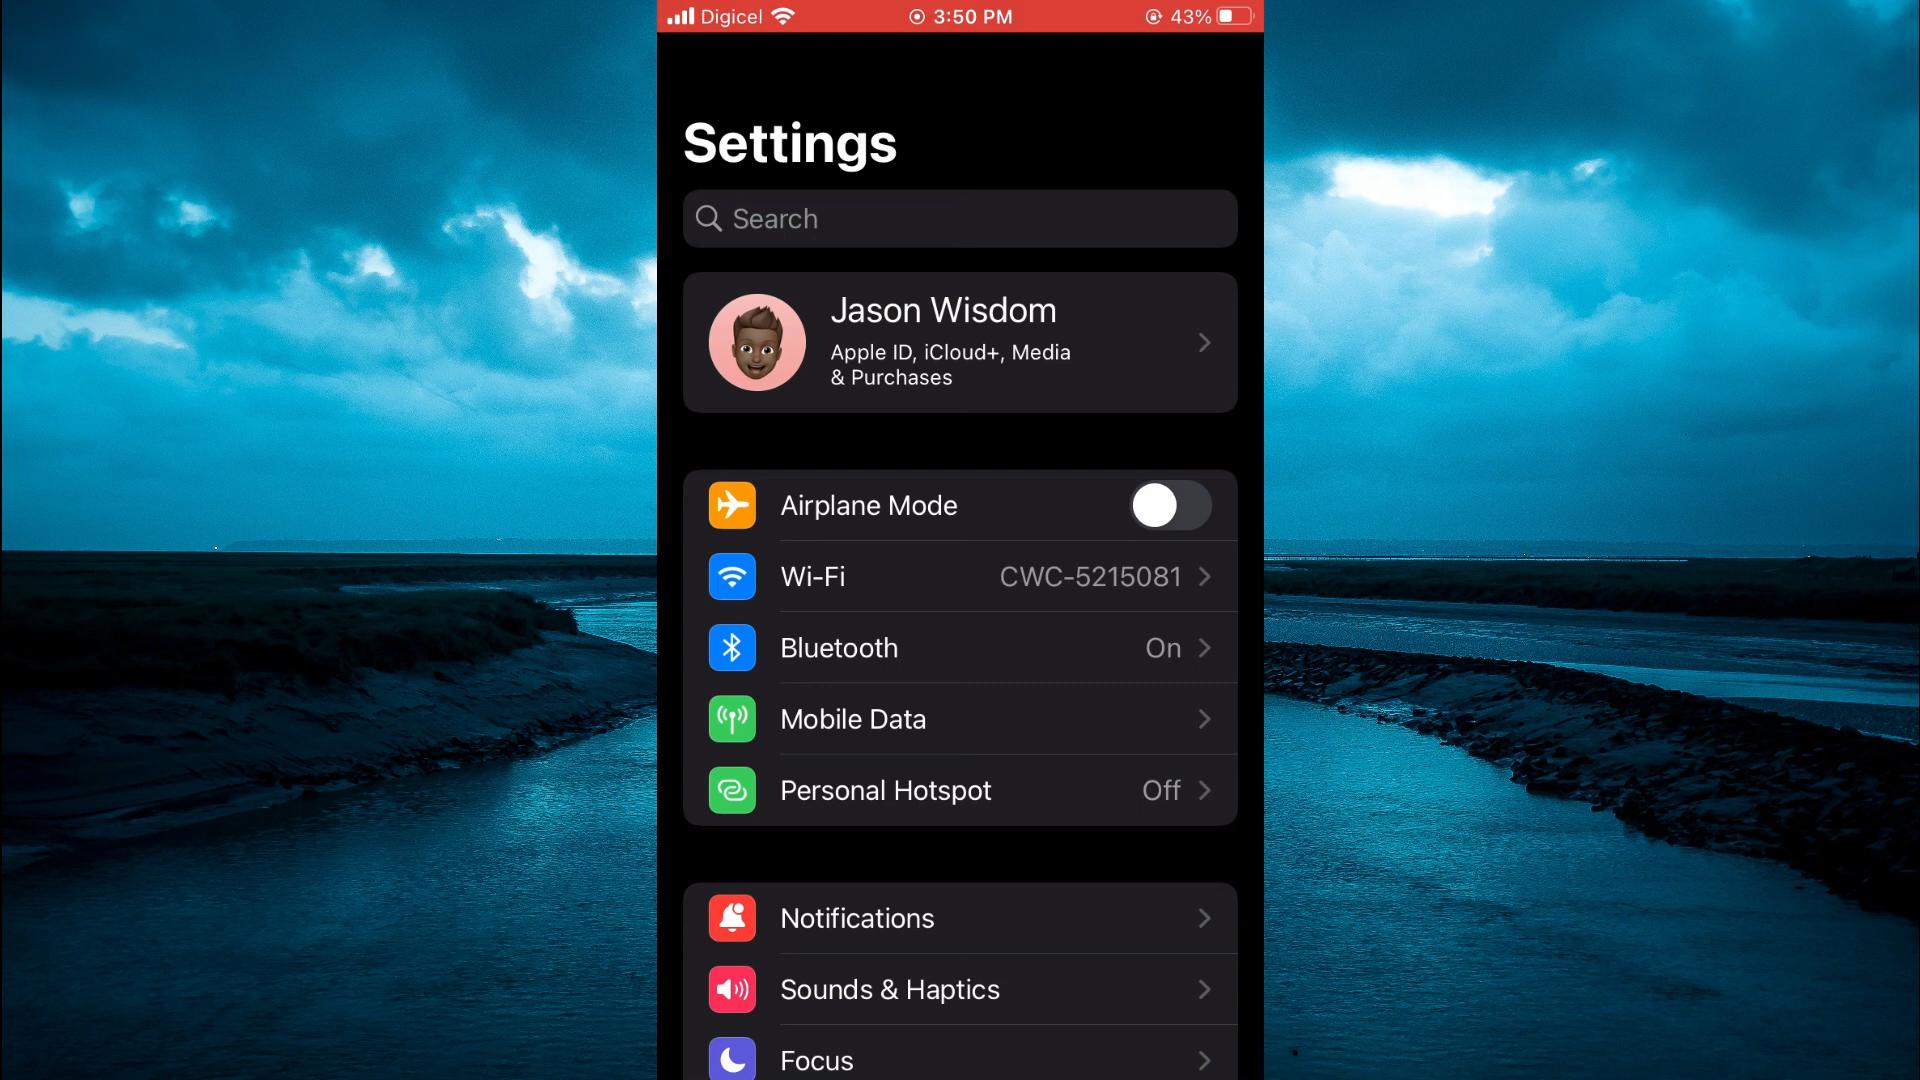 Digicel 3:50 PM 43%
Settings
Search
Jason Wisdom
Apple ID, iCloud+, Media
& Purchases
Airplane Mode
Wi-Fi CWC-5215081
Bluetooth On
Mobile Data
Personal Hotspot Off
Notifications
Sounds & Haptics
Focus